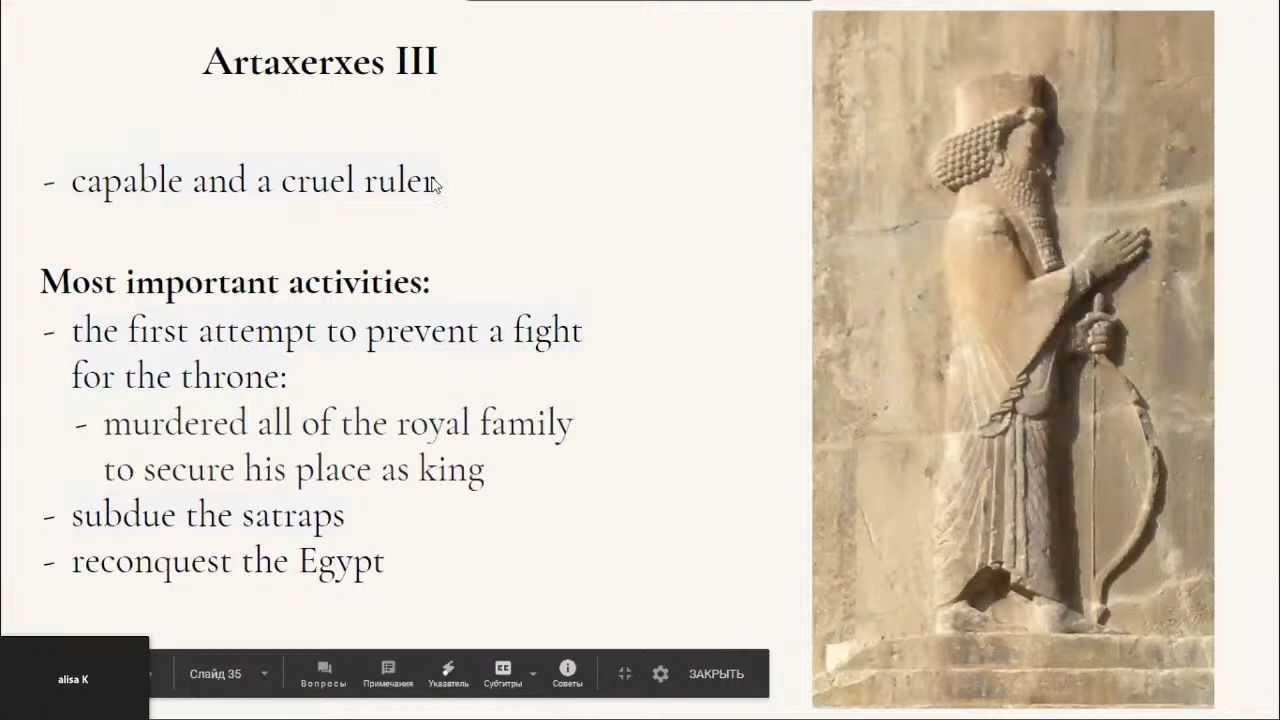 Artaxerxes III
- capable and a cruel ruler
Most important activities:
- the first attempt to prevent a fight
for the throne:
- murdered all of the royal family
to secure his place as king
- subdue the satraps
- reconquest the Egypt
alisa K
Слайд 35
Вопросы
Примечания
Указатель
Субтитры
Советы
ЗАКРЫТЬ